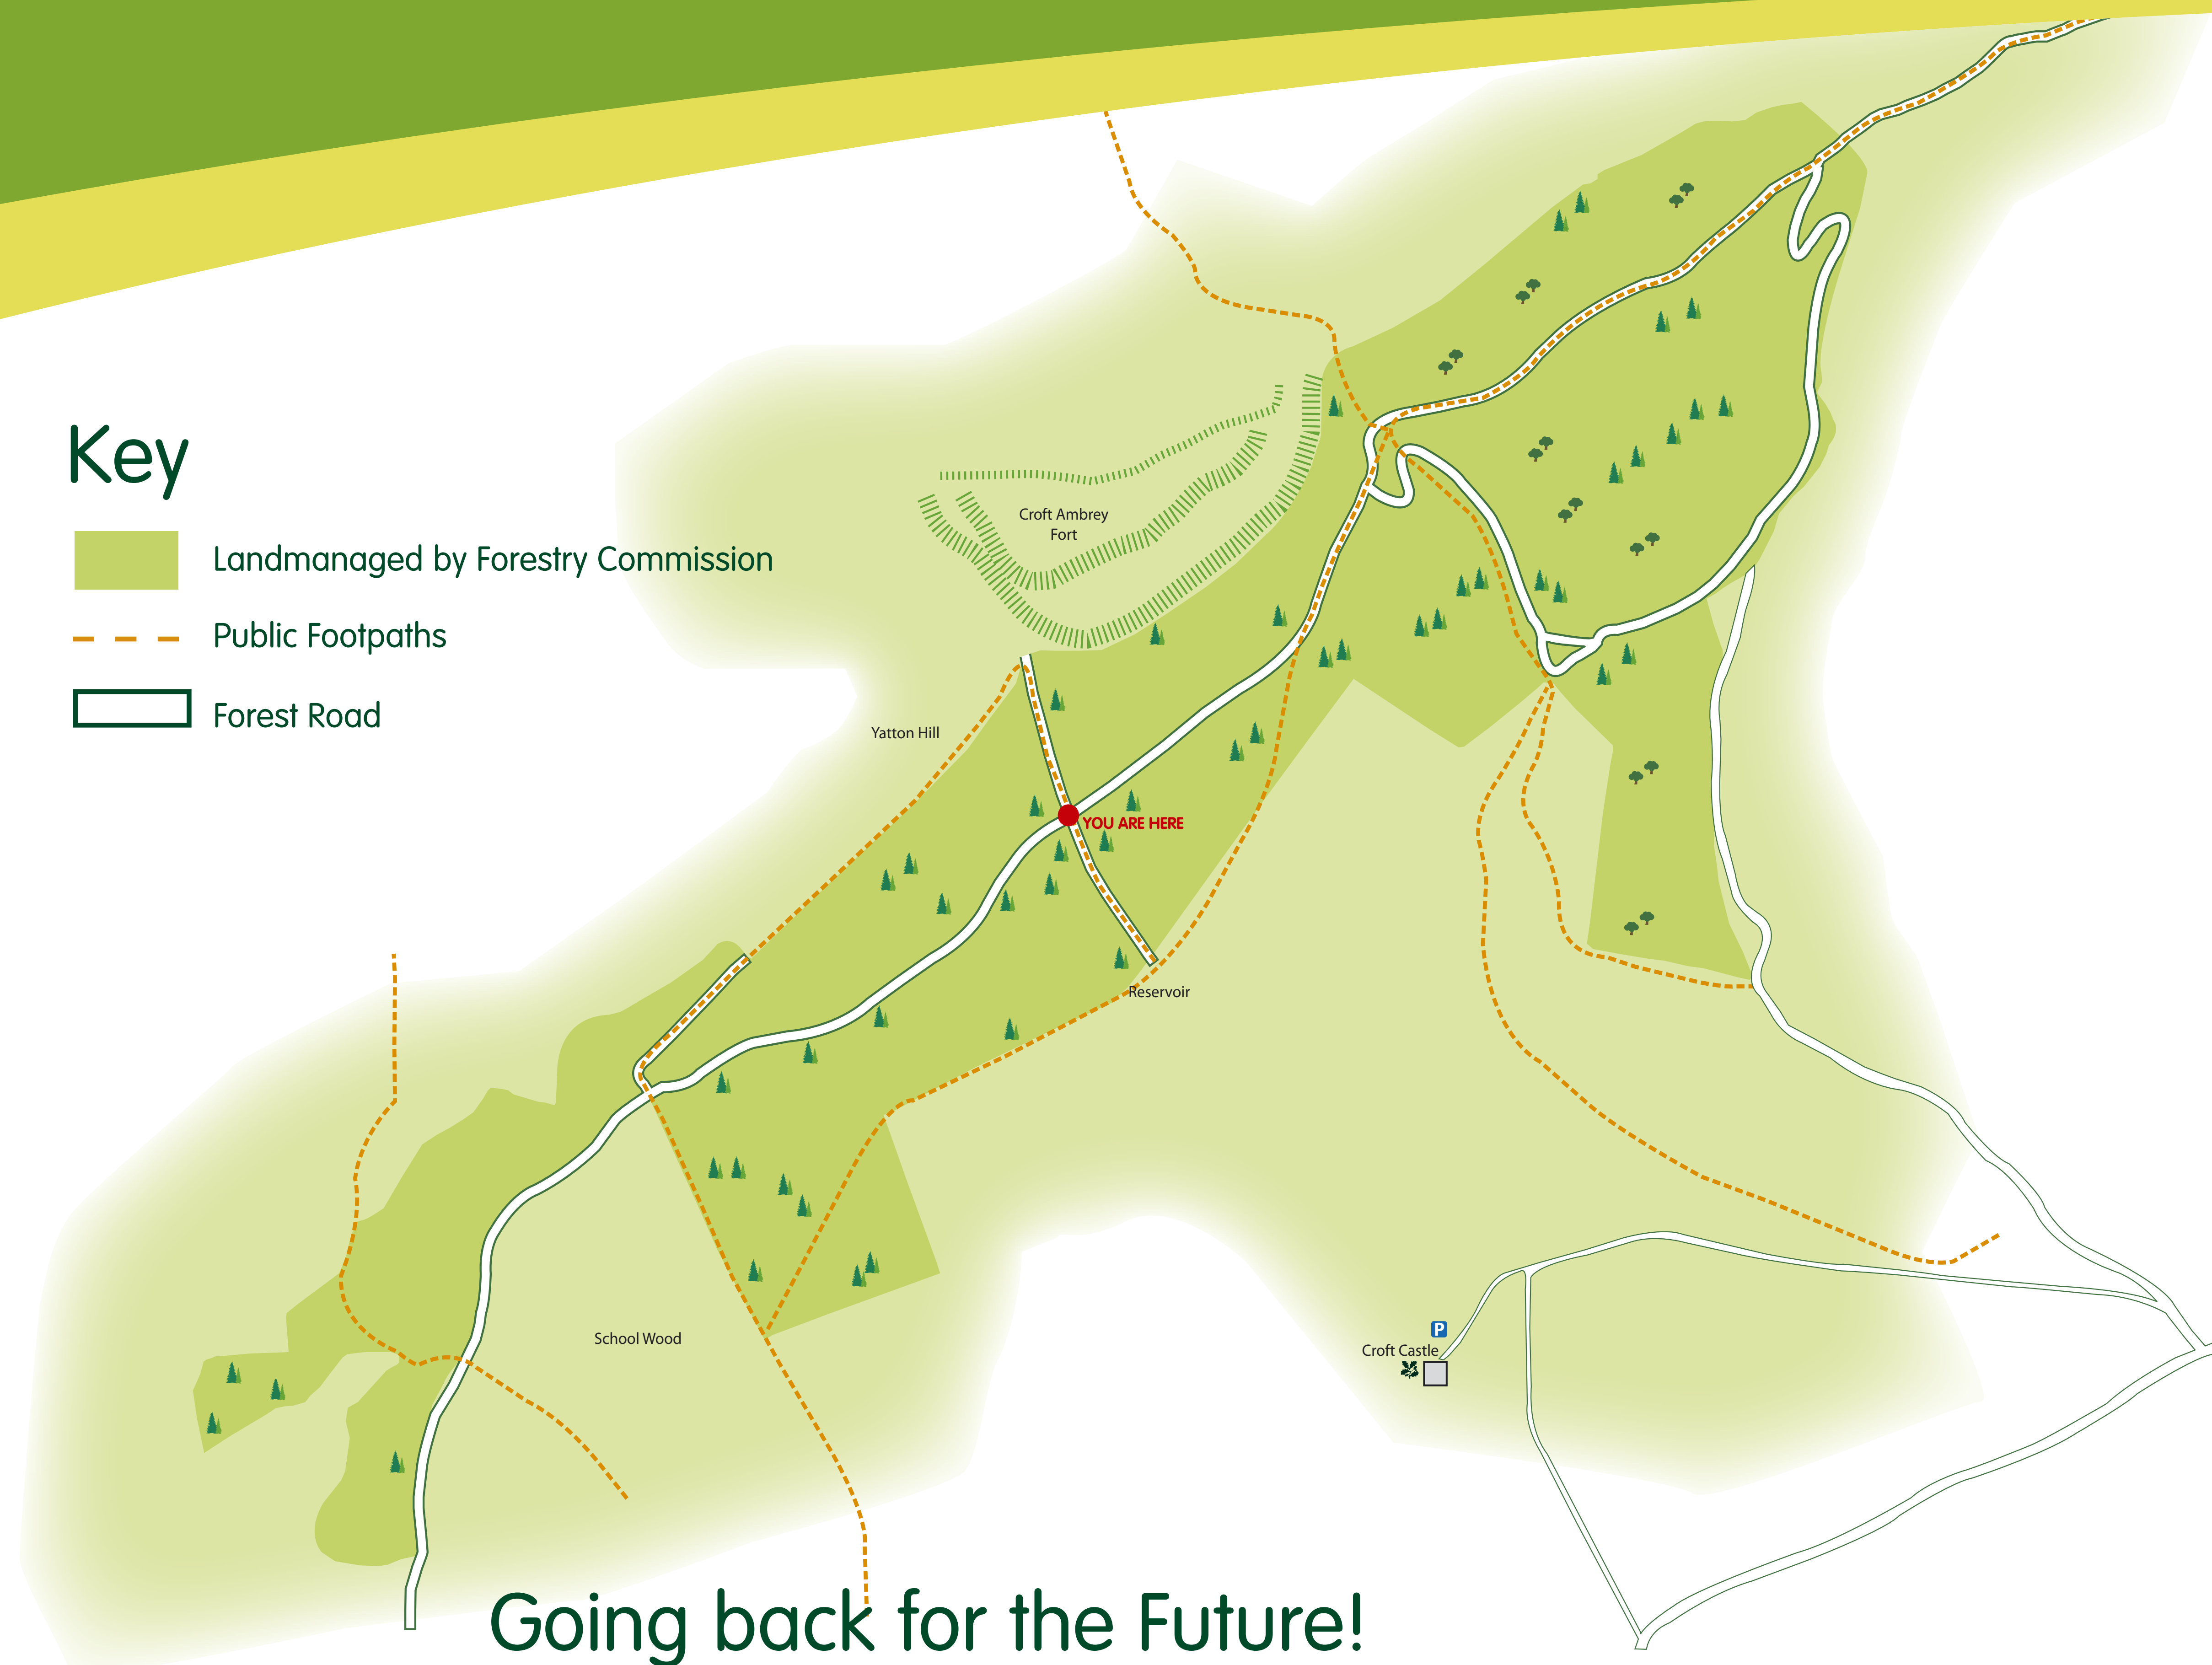 Key
Landmanaged by Forestry Commission
Public Footpaths
Forest Road
Croft Ambrey
Fort
Yatton Hill
YOU ARE HERE
Reservoir
School Wood
P
Croft Castle
Going back for the Future!